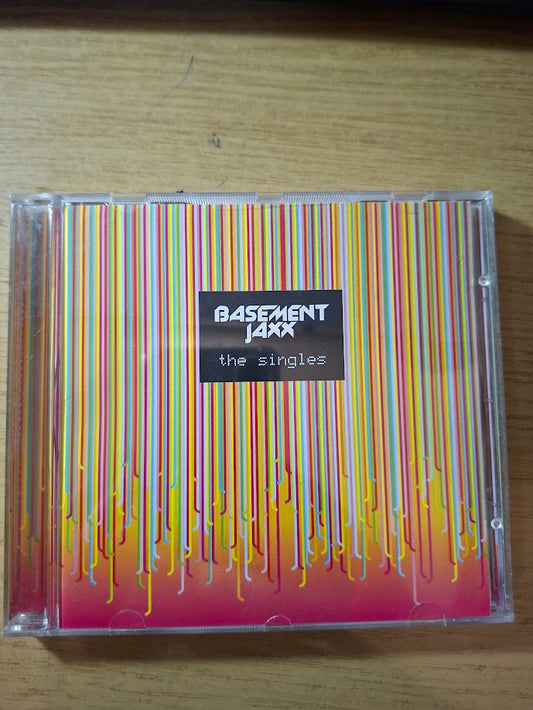 BASEMENT
JAXX
the singles